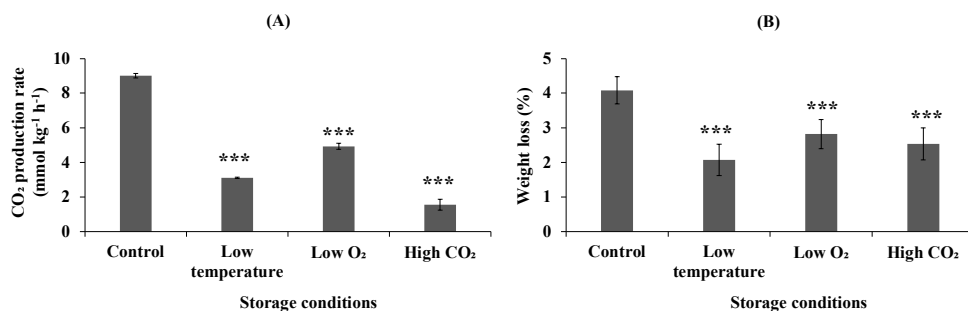 (A)
CO₂ production rate
(mmol kg⁻¹ h⁻¹)
10
8
6
4
2
0
***
***
***
Control
Low
temperature
Low O₂
High CO₂
Storage conditions
(B)
Weight loss (%)
5
4
3
2
1
0
***
***
***
Control
Low
temperature
Low O₂
High CO₂
Storage conditions